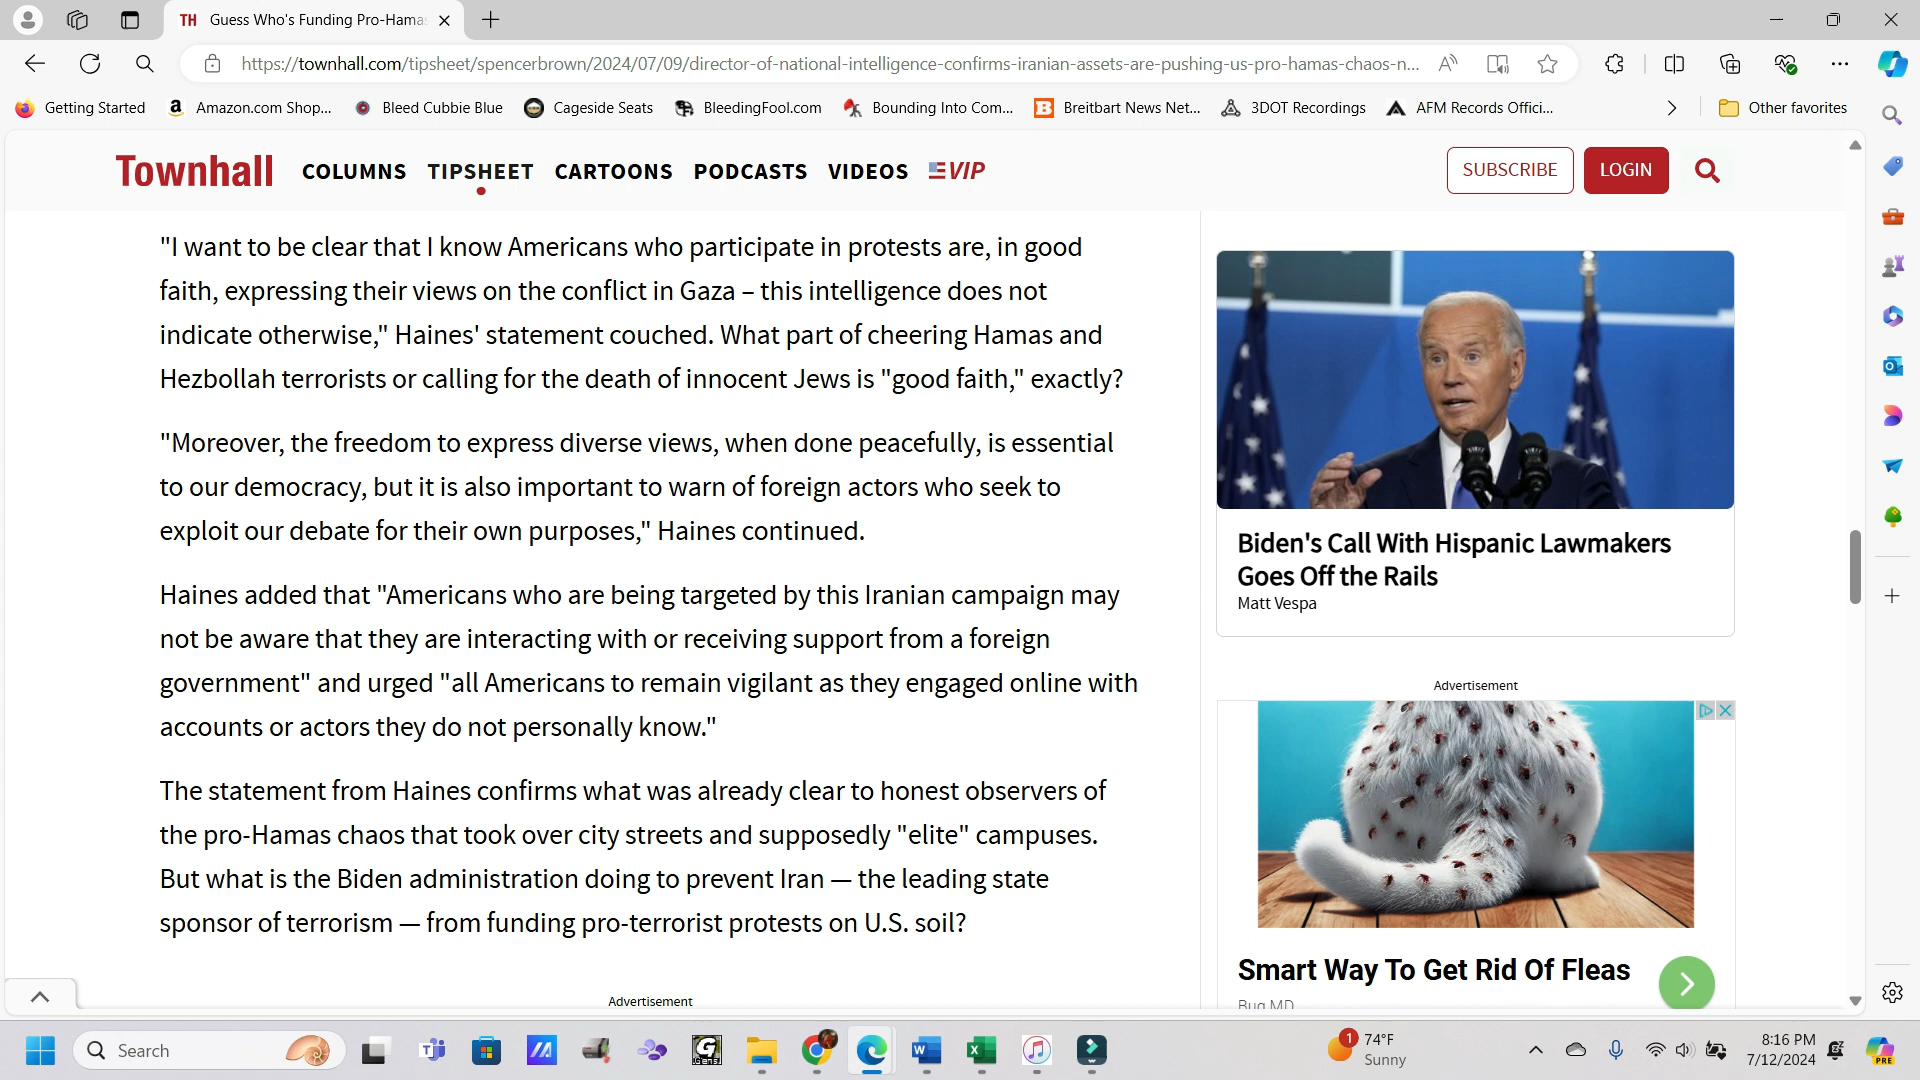 TH Guess Who's Funding Pro-Hama
https://townhall.com/tipsheet/spencerbrown/2024/07/09/director-of-national-intelligence-confirms-iranian-assets-are-pushing-us-pro-hamas-chaos-n...
Getting Started
Amazon.com Shop...
Bleed Cubbie Blue
Cageside Seats
BleedingFool.com
Bounding Into Com...
Breitbart News Net...
3DOT Recordings
AFM Records Offici...
Other favorites
Townhall COLUMNS TIPSHEET CARTOONS PODCASTS VIDEOS VIP
SUBSCRIBE LOGIN
"I want to be clear that I know Americans who participate in protests are, in good
faith, expressing their views on the conflict in Gaza – this intelligence does not
indicate otherwise," Haines' statement couched. What part of cheering Hamas and
Hezbollah terrorists or calling for the death of innocent Jews is "good faith," exactly?
"Moreover, the freedom to express diverse views, when done peacefully, is essential
to our democracy, but it is also important to warn of foreign actors who seek to
exploit our debate for their own purposes," Haines continued.
Haines added that "Americans who are being targeted by this Iranian campaign may
not be aware that they are interacting with or receiving support from a foreign
government" and urged "all Americans to remain vigilant as they engaged online with
accounts or actors they do not personally know."
The statement from Haines confirms what was already clear to honest observers of
the pro-Hamas chaos that took over city streets and supposedly "elite" campuses.
But what is the Biden administration doing to prevent Iran — the leading state
sponsor of terrorism — from funding pro-terrorist protests on U.S. soil?
Advertisement
Biden's Call With Hispanic Lawmakers
Goes Off the Rails
Matt Vespa
Advertisement
Smart Way To Get Rid Of Fleas
Bug MD
Search
1
74°F
Sunny
8:16 PM
7/12/2024
PRE